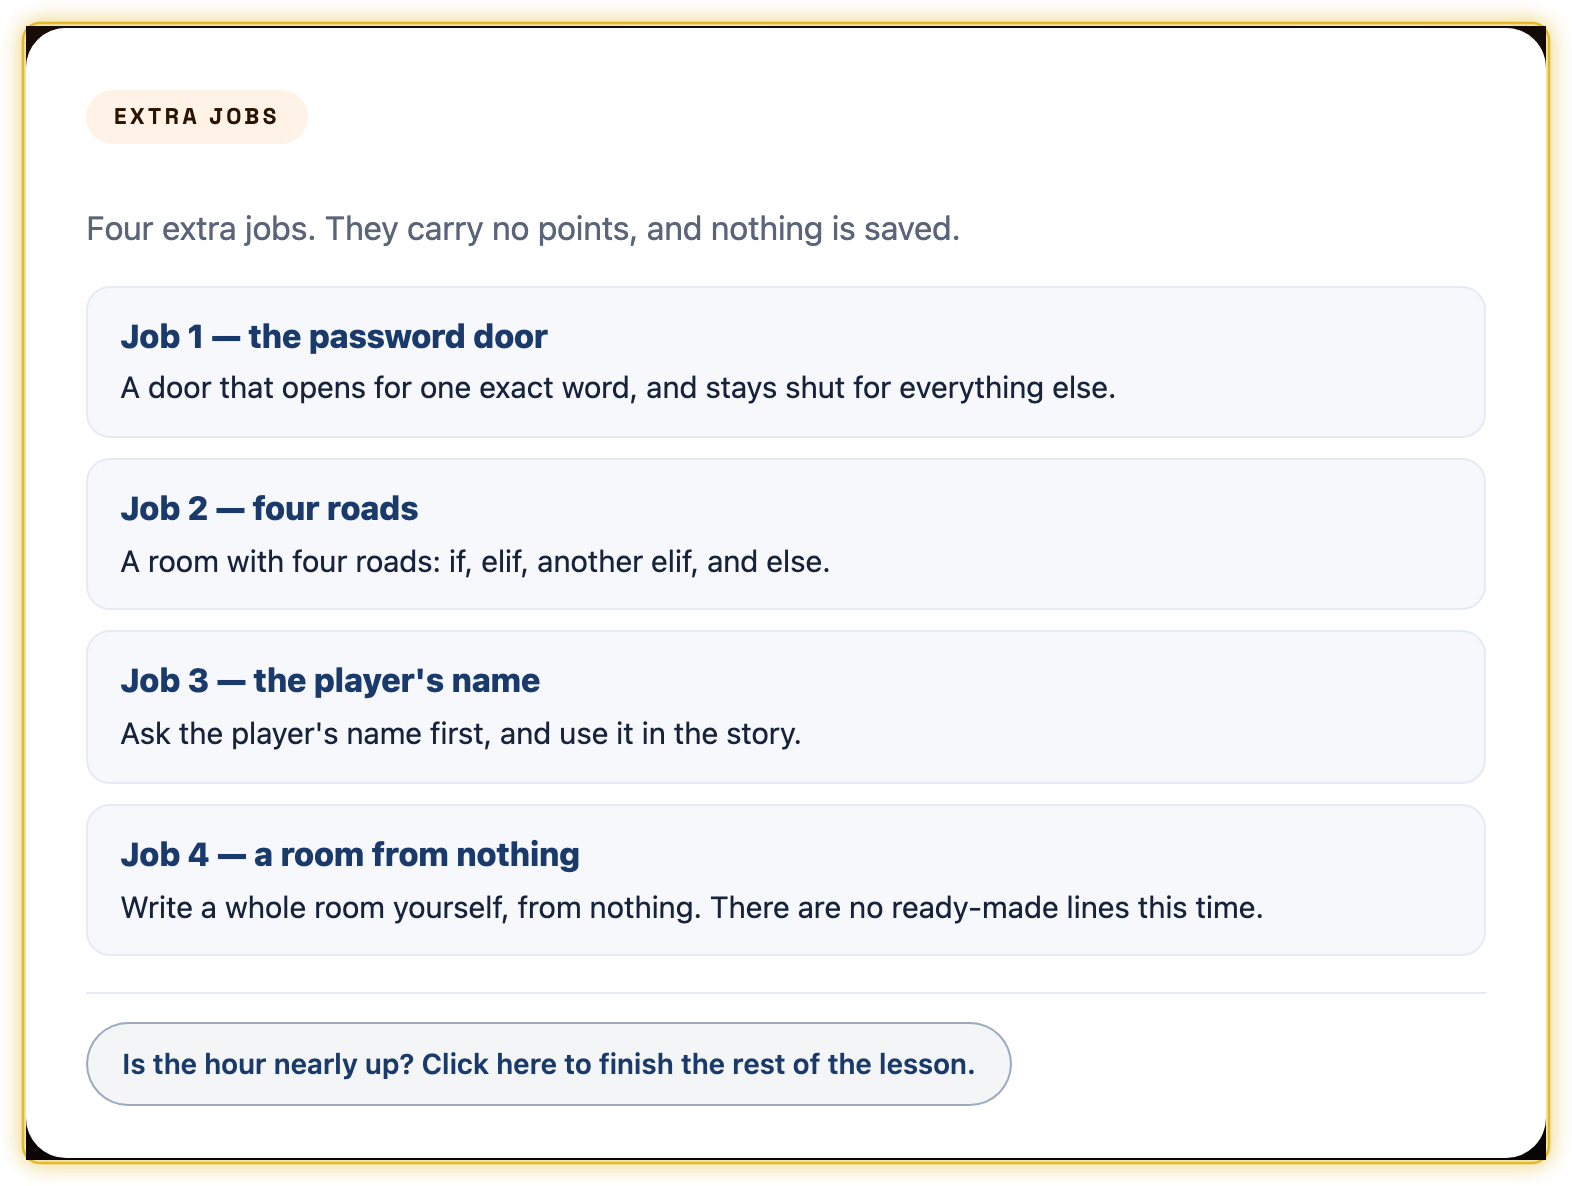 EXTRA JOBS
Four extra jobs. They carry no points, and nothing is saved.
Job 1 — the password door
A door that opens for one exact word, and stays shut for everything else.
Job 2 — four roads
A room with four roads: if, elif, another elif, and else.
Job 3 — the player's name
Ask the player's name first, and use it in the story.
Job 4 — a room from nothing
Write a whole room yourself, from nothing. There are no ready-made lines this time.
Is the hour nearly up? Click here to finish the rest of the lesson.